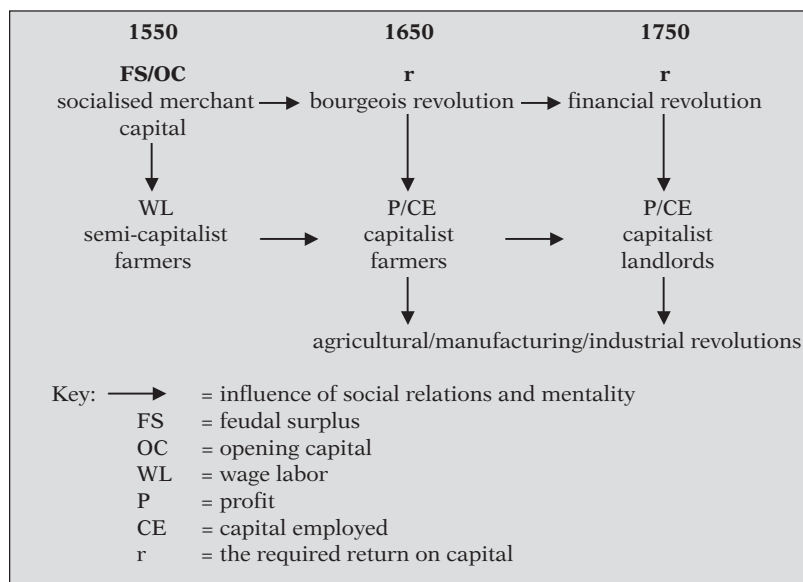 1550 1650 1750
FS/OC r r
socialised merchant bourgeois revolution financial revolution
capital
WL P/CE P/CE
semi-capitalist capitalist capitalist
farmers farmers landlords
agricultural/manufacturing/industrial revolutions
Key: = influence of social relations and mentality
FS = feudal surplus
OC = opening capital
WL = wage labor
P = profit
CE = capital employed
r = the required return on capital